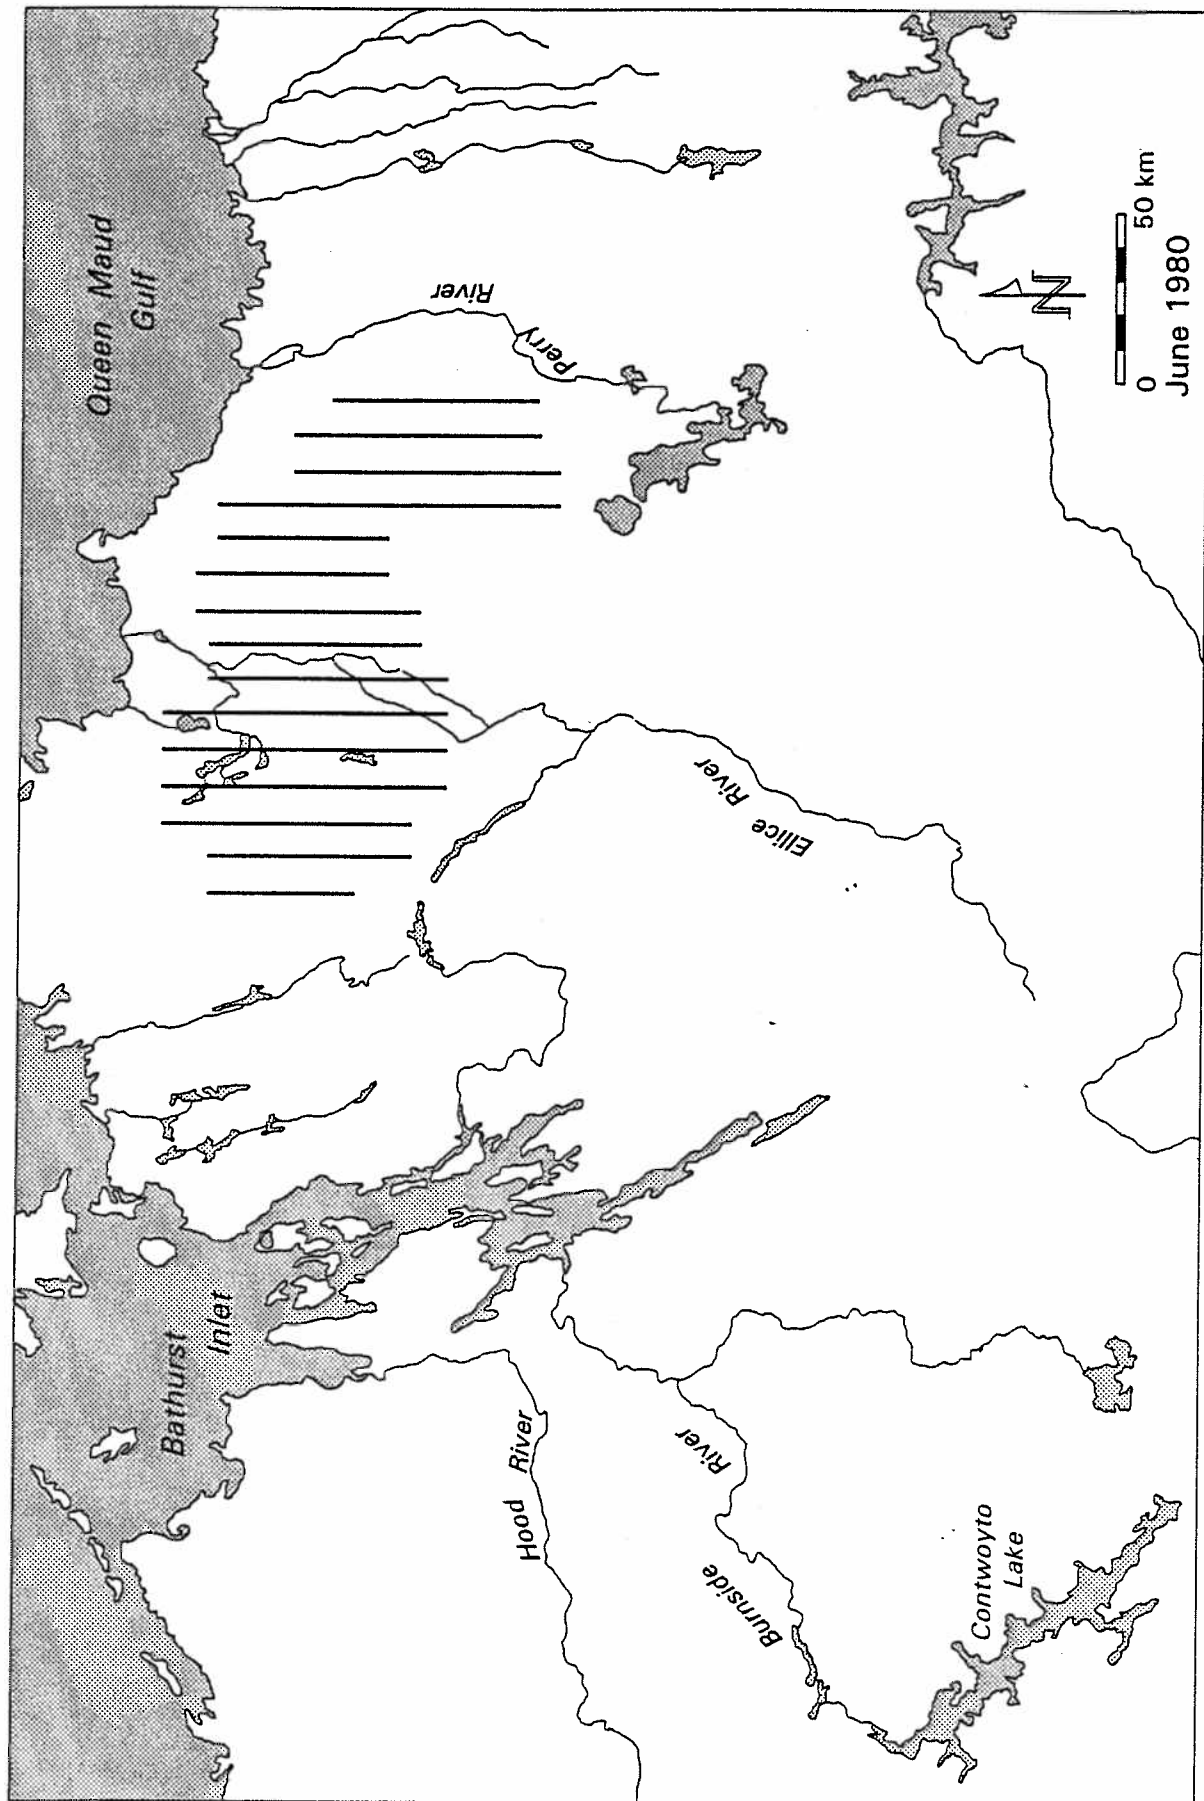 Queen Maud
Gulf
Bathurst
Inlet
River
Perry
Ellice River
Hood River
River
Burnside
Contwoyto
Lake
N
0 50 km
June 1980